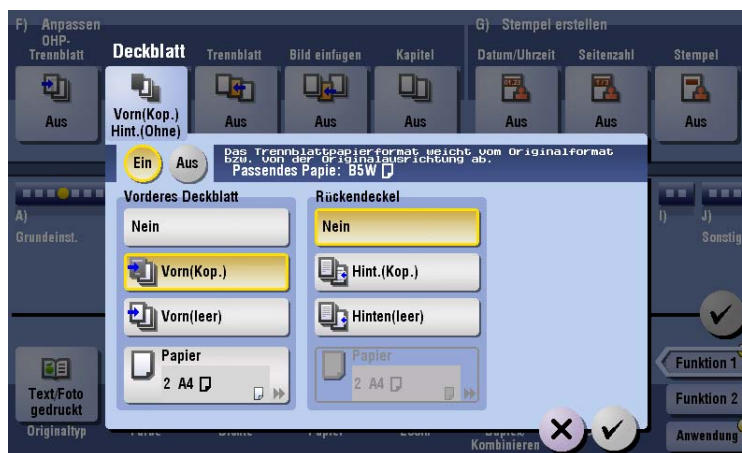 F) Anpassen
G) Stempel erstellen
OHP-
Trennblatt
Deckblatt
Trennblatt
Bild einfügen
Kapitel
Datum/Uhrzeit
Seitenzahl
Stempel
Aus
Vorn(Kop.)
Hint.(Ohne)
Aus
Aus
Aus
Aus
Aus
Aus
Ein
Aus
Das Trennblattpapierformat weicht vom Originalformat
bzw. von der Originalausrichtung ab.
Passendes Papie: B5W
Vorderes Deckblatt
Rückendeckel
A)
Grundeinst.
I)
J)
Sonstig
Nein
Nein
Vorn(Kop.)
Hint.(Kop.)
Vorn(leer)
Hinten(leer)
Papier
2 A4
Papier
2 A4
Text/Foto
gedruckt
Originaltyp
Funktion 1
Funktion 2
Anwendung
Kombinieren